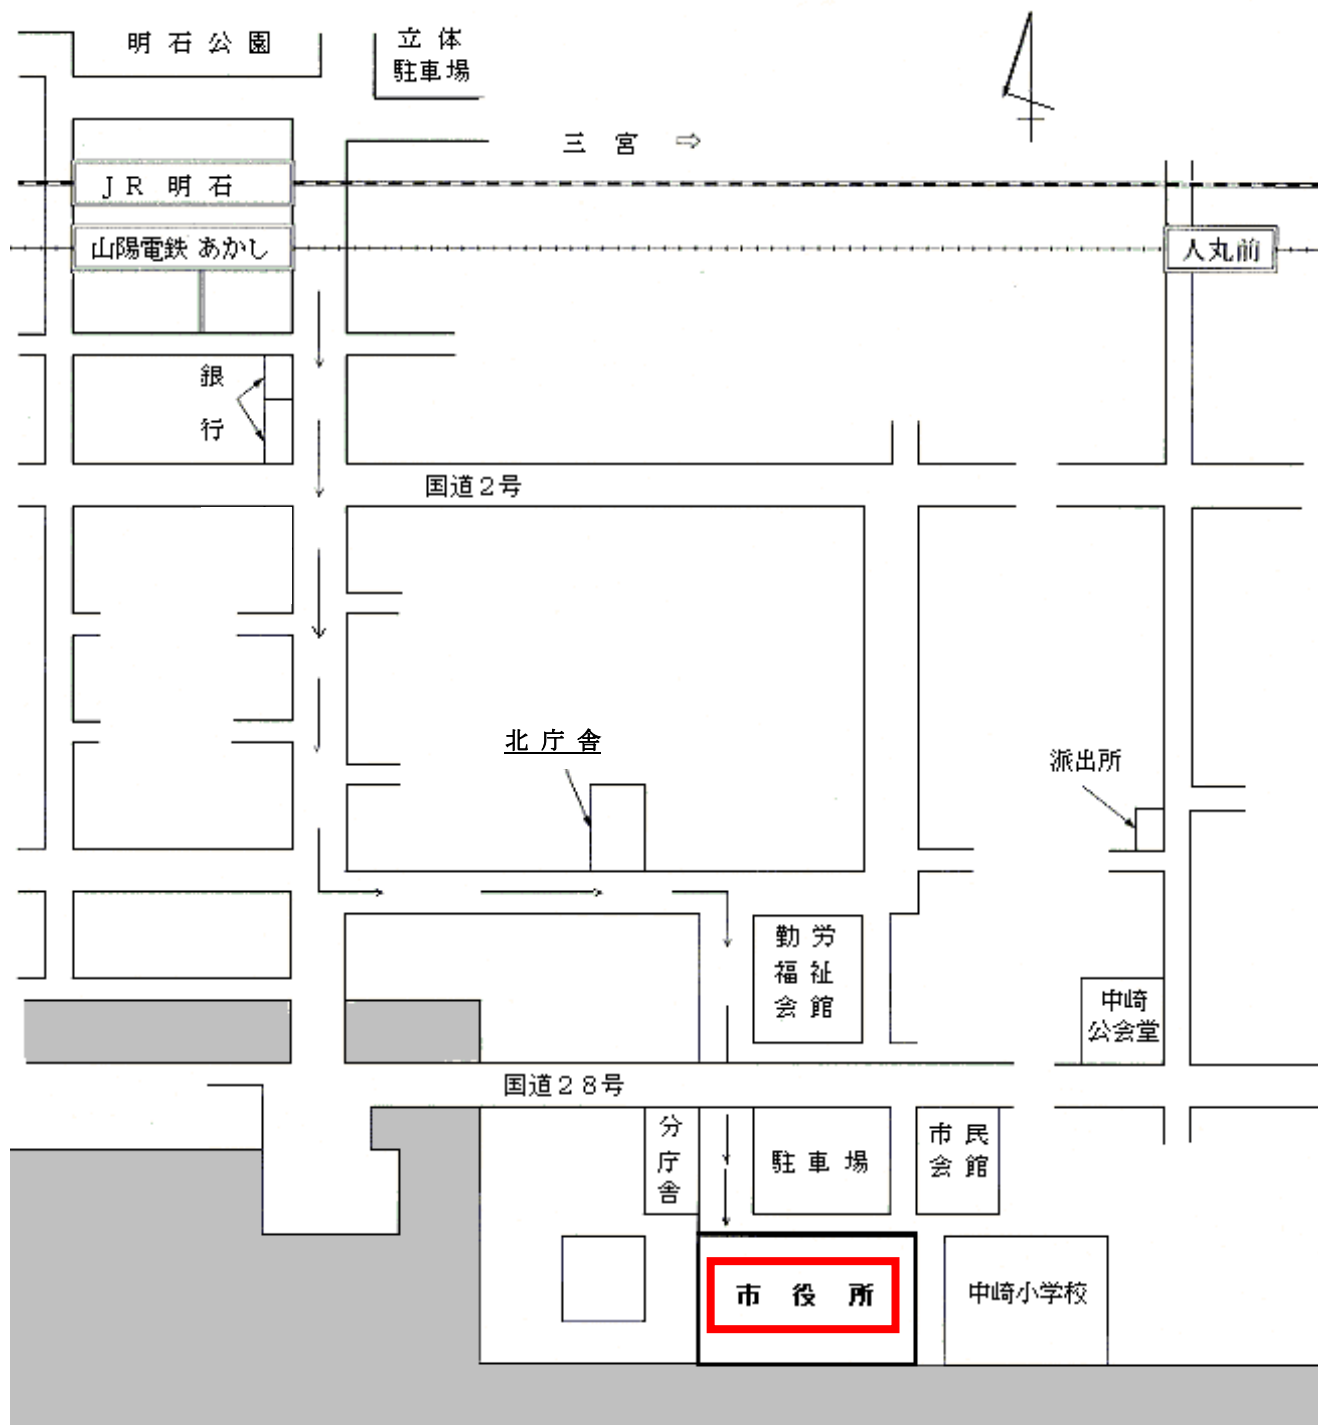 明石公園
立体
駐車場
三宮 ⇨
JR 明石
山陽電鉄 あかし
人丸前
銀
行
国道2号
北庁舎
派出所
勤労
福祉
会館
中崎
公会堂
国道28号
分
庁
舎
駐車場
市民
会館
市役所
中崎小学校